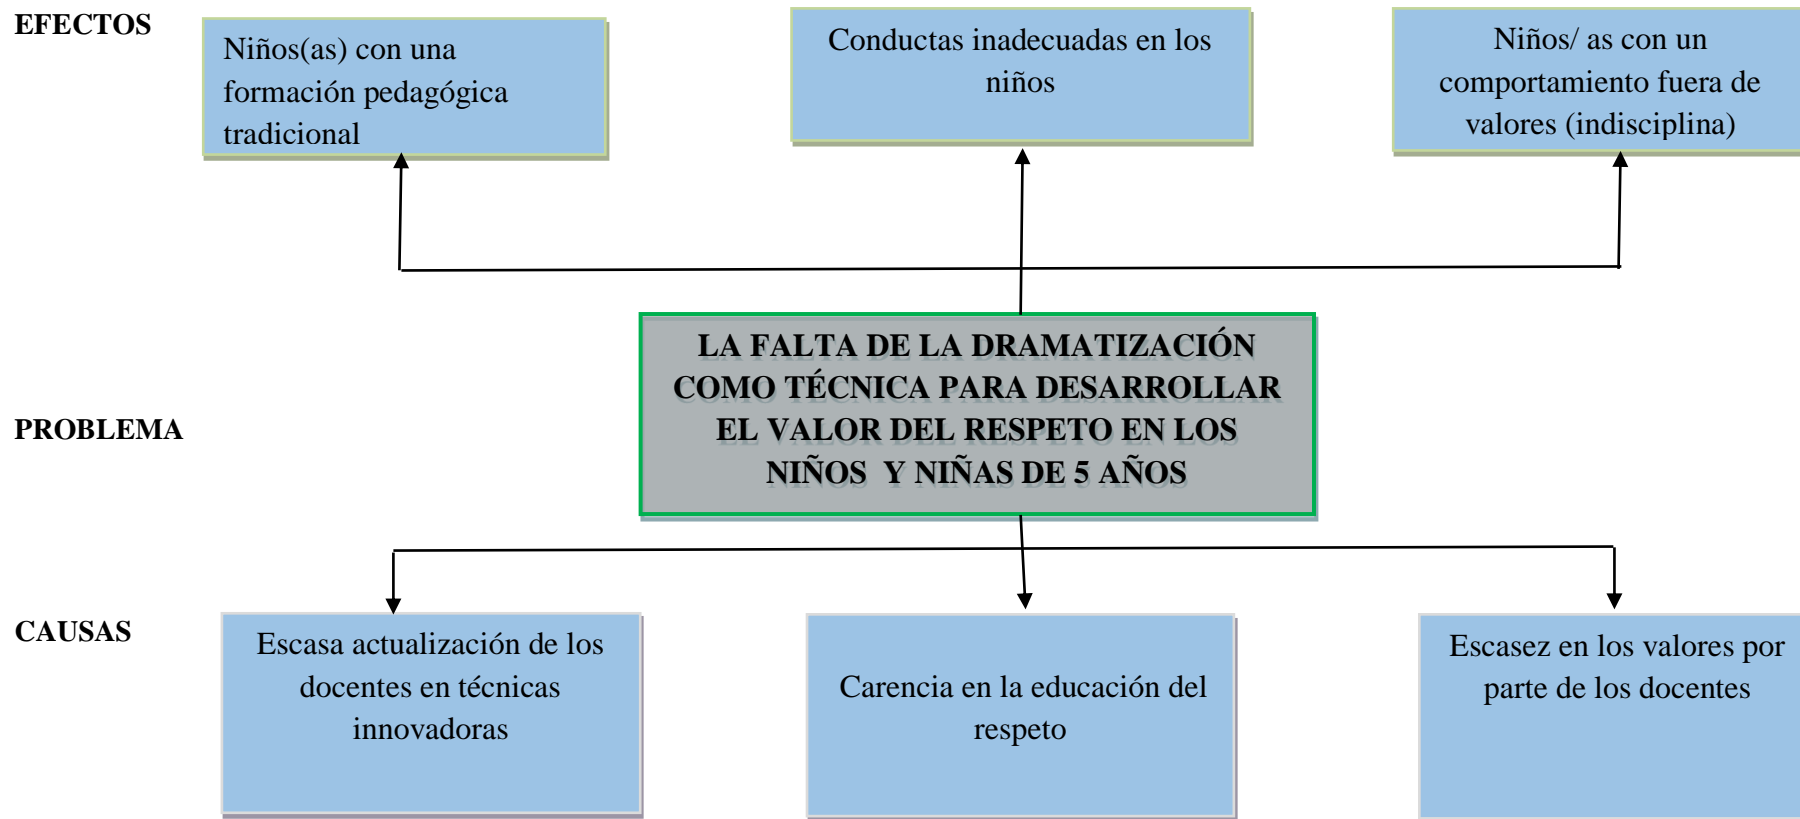 EFECTOS
Niños(as) con una
formación pedagógica
tradicional
Conductas inadecuadas en los
niños
Niños/ as con un
comportamiento fuera de
valores (indisciplina)
PROBLEMA
LA FALTA DE LA DRAMATIZACIÓN
COMO TÉCNICA PARA DESARROLLAR
EL VALOR DEL RESPETO EN LOS
NIÑOS  Y NIÑAS DE 5 AÑOS
CAUSAS
Escasa actualización de los
docentes en técnicas
innovadoras
Carencia en la educación del
respeto
Escasez en los valores por
parte de los docentes